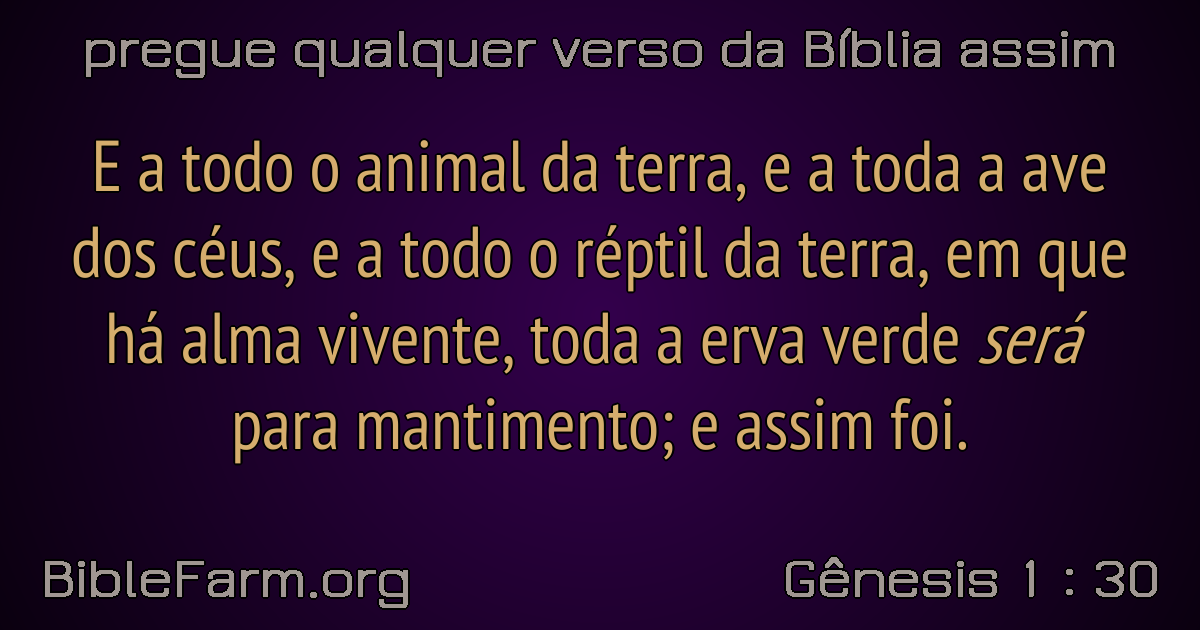 pregue qualquer verso da Bíblia assim
E a todo o animal da terra, e a toda a ave
dos céus, e a todo o réptil da terra, em que
há alma vivente, toda a erva verde será
para mantimento; e assim foi.
BibleFarm.org
Gênesis 1 : 30